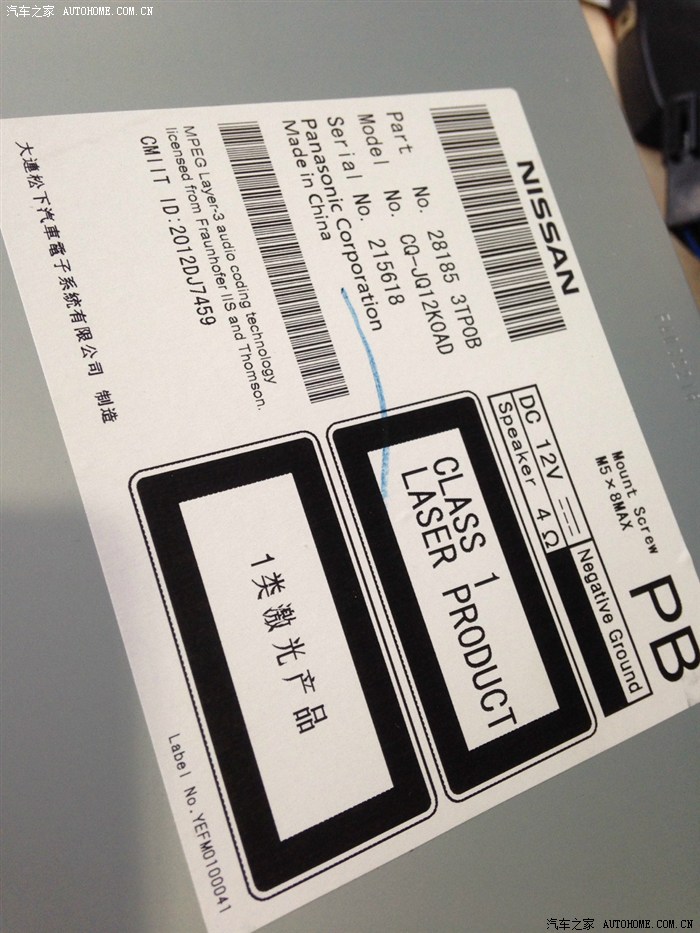 汽车之家 AUTOHOME.COM.CN
NISSAN
Part No. 28185 3TP0B
Model No. CQ-JQ12K0AD
Serial No. 215618
Panasonic Corporation
Made in China
MPEG Layer-3 audio coding technology
licensed from Fraunhofer IIS and Thomson.
CMIIT ID:2012DJ7459
大連松下汽車電子系統有限公司 制造
Mount Screw
M5×8MAX
PB
DC 12V
Negative Ground
Speaker 4Ω
CLASS 1
LASER PRODUCT
1类激光产品
Label No.YEFM0100041
汽车之家 AUTOHOME.COM.CN